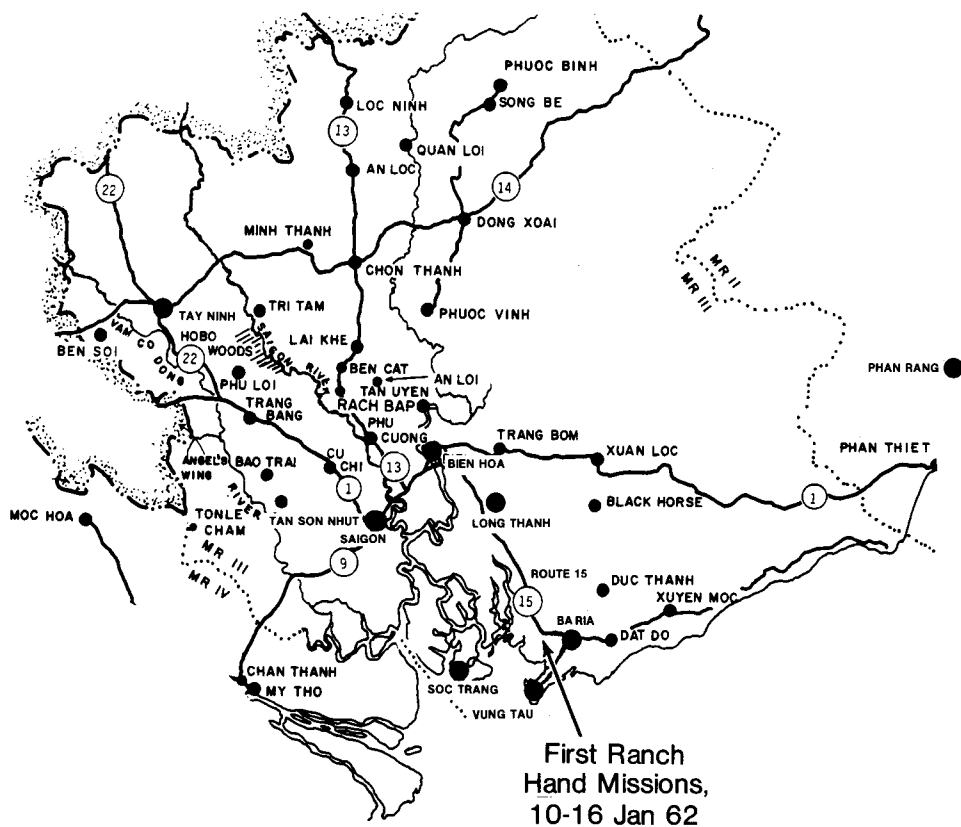 PHUOC BINH
SONG BE
LOC NINH
13
QUAN LOI
AN LOC
22
14
DONG XOAI
MINH THANH
CHON THANH
MR II
MR III
TAY NINH
TRI TAM
PHUOC VINH
VAM CO DONG
HOBO
WOODS
SAIGON RIVER
LAI KHE
BEN SOI
22
BEN CAT
AN LOI
PHAN RANG
PHU LOI
TAN UYEN
RACH BAP
TRANG
BANG
PHU
CUONG
TRANG BOM
PHAN THIET
ANGEL'S
WING
BAO TRAI
CU
CHI
13
BIEN HOA
XUAN LOC
RIVER
1
1
MOC HOA
TONLE
CHAM
TAN SON NHUT
LONG THANH
BLACK HORSE
SAIGON
MR III
MR IV
9
ROUTE 15
DUC THANH
15
XUYEN MOC
BA RIA
DAT DO
CHAN THANH
MY THO
SOC TRANG
VUNG TAU
First Ranch
Hand Missions,
10-16 Jan 62